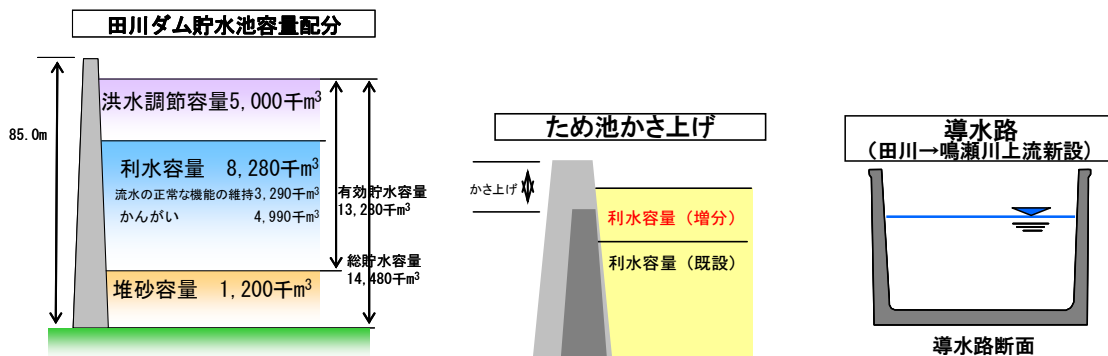 田川ダム貯水池容量配分
85.0m
洪水調節容量5,000千m³
利水容量 8,280千m³
流水の正常な機能の維持3,290千m³
かんがい 4,990千m³
有効貯水容量
13,280千m³
総貯水容量
14,480千m³
堆砂容量 1,200千m³
ため池かさ上げ
かさ上げ
利水容量（増分）
利水容量（既設）
導水路
（田川→鳴瀬川上流新設）
導水路断面